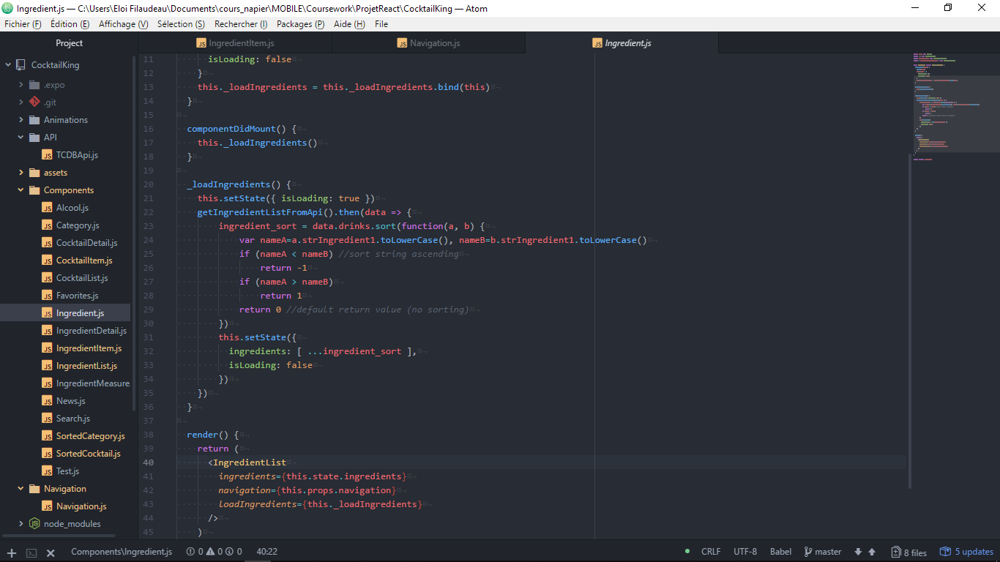 Ingredient.js — C:\Users\Eloi Filaudeau\Documents\cours_napier\MOBILE\Coursework\ProjetReact\CocktailKing — Atom
Fichier (F) Édition (E) Affichage (V) Sélection (S) Rechercher (I) Packages (P) Aide (H) File
Project
CocktailKing
.expo
.git
Animations
API
TCDBApi.js
assets
Components
Alcool.js
Category.js
CocktailDetail.js
CocktailItem.js
CocktailList.js
Favorites.js
Ingredient.js
IngredientDetail.js
IngredientItem.js
IngredientList.js
IngredientMeasure
News.js
Search.js
SortedCategory.js
SortedCocktail.js
Test.js
Navigation
Navigation.js
node_modules
IngredientItem.js Navigation.js Ingredient.js
11 isLoading: false
12 }
13 this._loadIngredients = this._loadIngredients.bind(this)
14 }
15
16 componentDidMount() {
17 this._loadIngredients()
18 }
19
20 _loadIngredients() {
21 this.setState({ isLoading: true })
22 getIngredientListFromApi().then(data => {
23 ingredient_sort = data.drinks.sort(function(a, b) {
24 var nameA=a.strIngredient1.toLowerCase(), nameB=b.strIngredient1.toLowerCase()
25 if (nameA < nameB) //sort string ascending
26 return -1
27 if (nameA > nameB)
28 return 1
29 return 0 //default return value (no sorting)
30 })
31 this.setState({
32 ingredients: [ ...ingredient_sort ],
33 isLoading: false
34 })
35 })
36 }
37
38 render() {
39 return (
40 <IngredientList
41 ingredients={this.state.ingredients}
42 navigation={this.props.navigation}
43 loadIngredients={this._loadIngredients}
44 />
45 )
Components\Ingredient.js 0 0 0 40:22 CRLF UTF-8 Babel master 8 files 5 updates